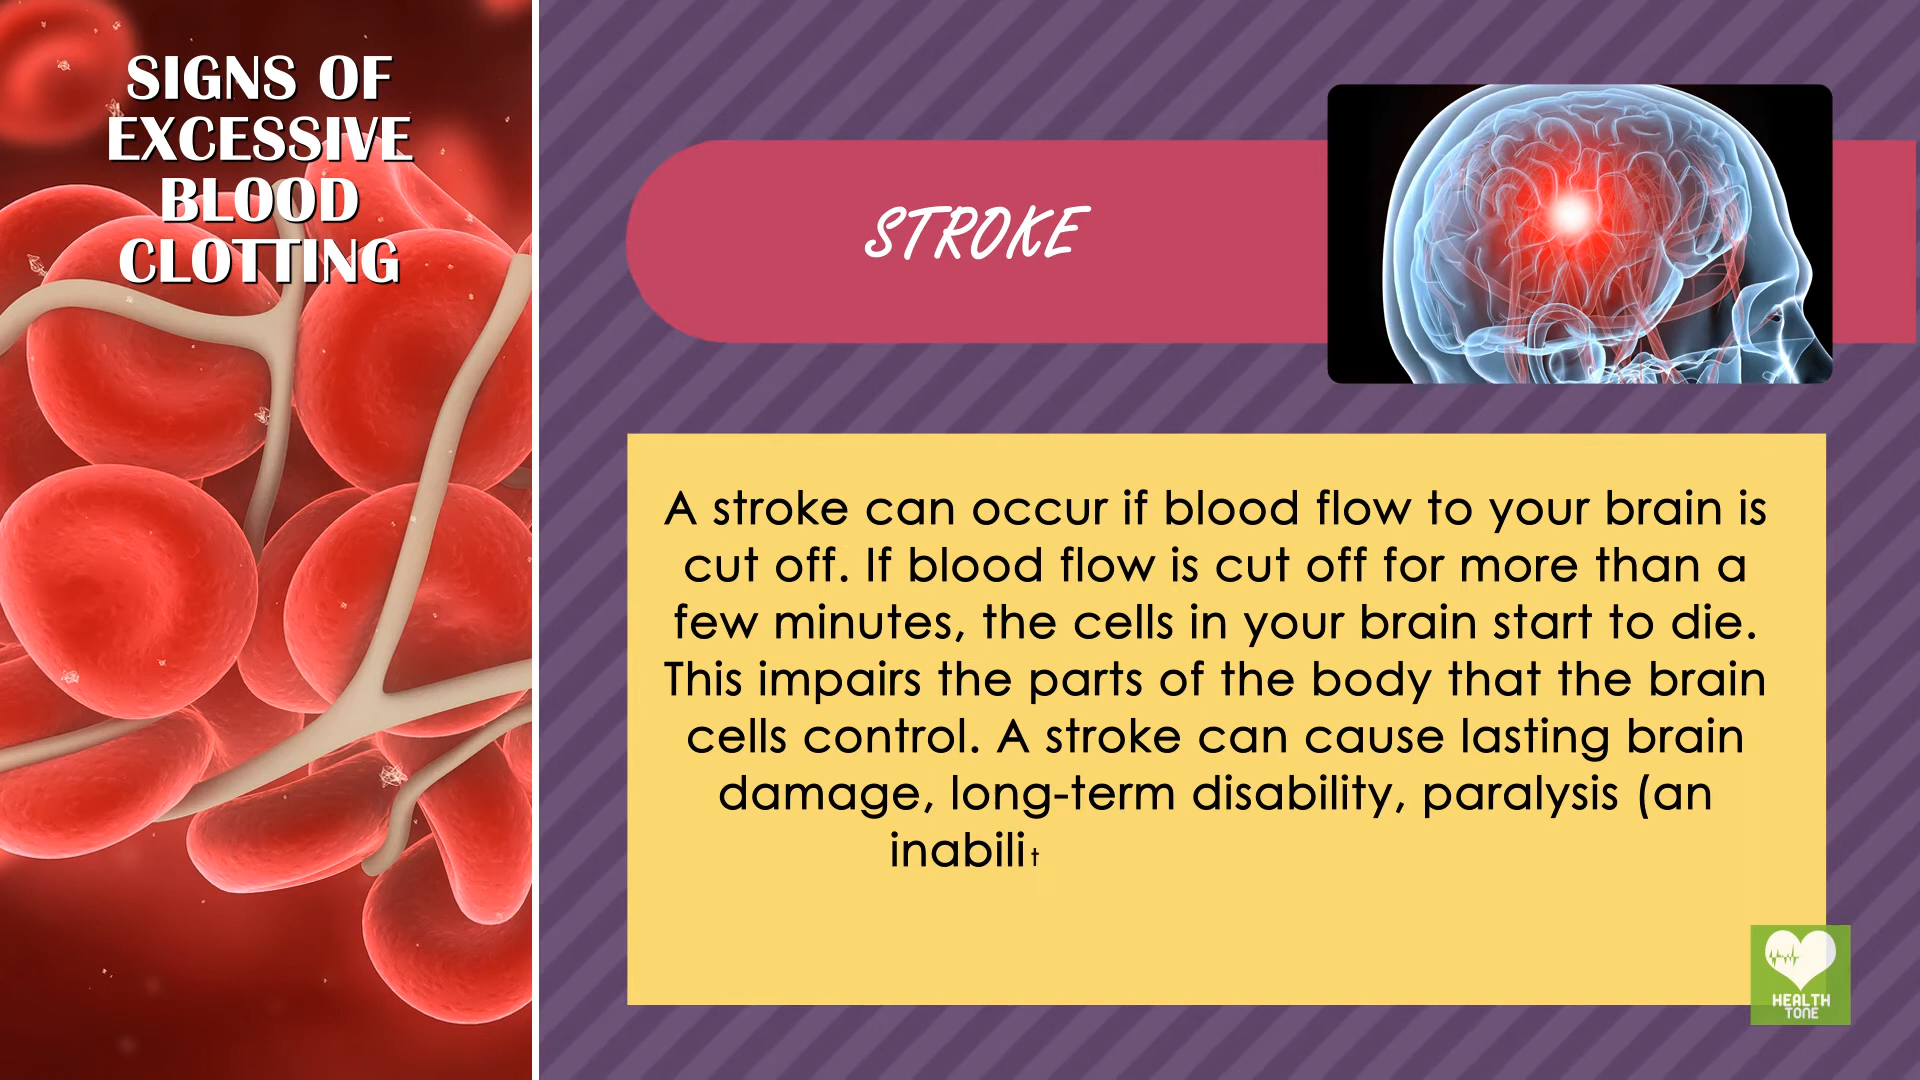 SIGNS OF
EXCESSIVE
BLOOD
CLOTTING
STROKE
A stroke can occur if blood flow to your brain is
cut off. If blood flow is cut off for more than a
few minutes, the cells in your brain start to die.
This impairs the parts of the body that the brain
cells control. A stroke can cause lasting brain
damage, long-term disability, paralysis (an
inabilit
HEALTH
TONE